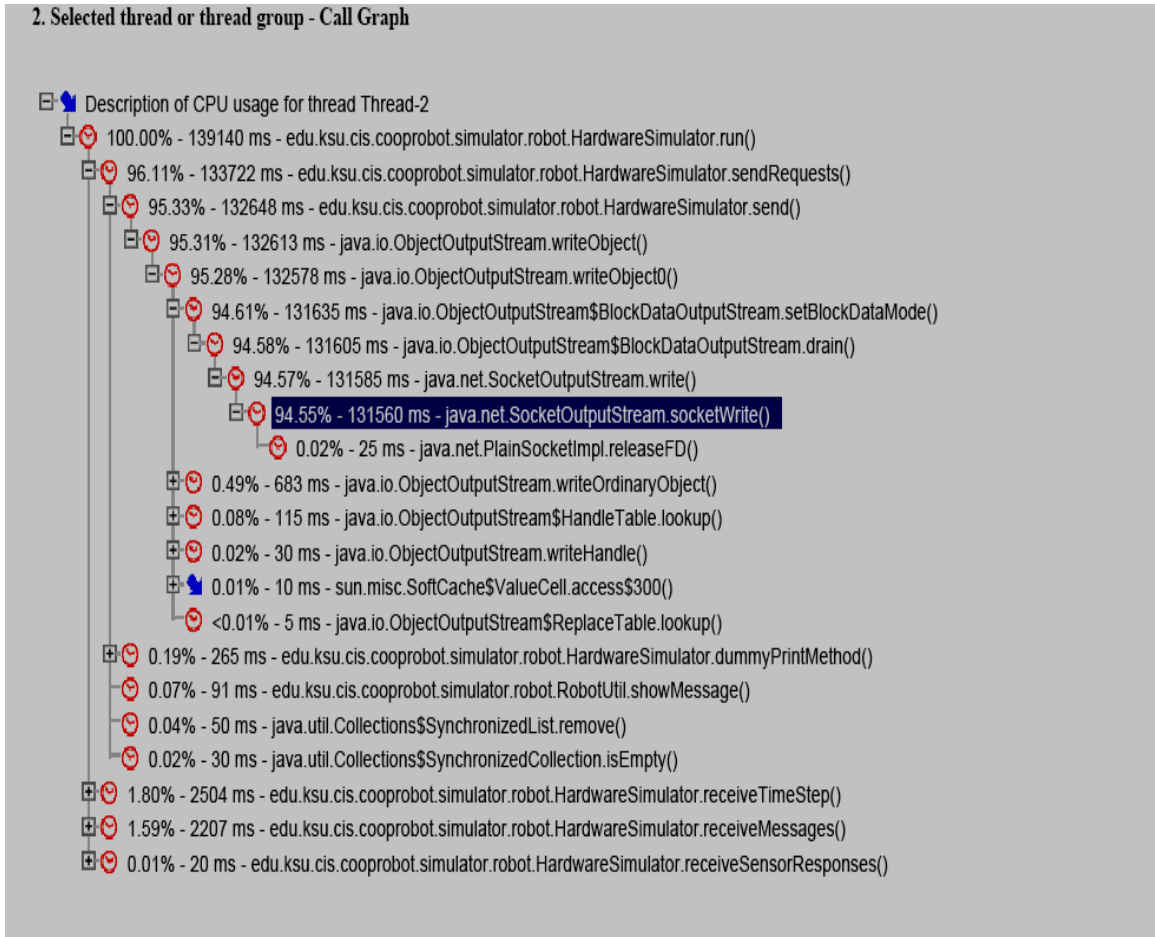 2. Selected thread or thread group - Call Graph
Description of CPU usage for thread Thread-2
100.00% - 139140 ms - edu.ksu.cis.cooprobot.simulator.robot.HardwareSimulator.run()
96.11% - 133722 ms - edu.ksu.cis.cooprobot.simulator.robot.HardwareSimulator.sendRequests()
95.33% - 132648 ms - edu.ksu.cis.cooprobot.simulator.robot.HardwareSimulator.send()
95.31% - 132613 ms - java.io.ObjectOutputStream.writeObject()
95.28% - 132578 ms - java.io.ObjectOutputStream.writeObject0()
94.61% - 131635 ms - java.io.ObjectOutputStream$BlockDataOutputStream.setBlockDataMode()
94.58% - 131605 ms - java.io.ObjectOutputStream$BlockDataOutputStream.drain()
94.57% - 131585 ms - java.net.SocketOutputStream.write()
94.55% - 131560 ms - java.net.SocketOutputStream.socketWrite()
0.02% - 25 ms - java.net.PlainSocketImpl.releaseFD()
0.49% - 683 ms - java.io.ObjectOutputStream.writeOrdinaryObject()
0.08% - 115 ms - java.io.ObjectOutputStream$HandleTable.lookup()
0.02% - 30 ms - java.io.ObjectOutputStream.writeHandle()
0.01% - 10 ms - sun.misc.SoftCache$ValueCell.access$300()
<0.01% - 5 ms - java.io.ObjectOutputStream$ReplaceTable.lookup()
0.19% - 265 ms - edu.ksu.cis.cooprobot.simulator.robot.HardwareSimulator.dummyPrintMethod()
0.07% - 91 ms - edu.ksu.cis.cooprobot.simulator.robot.RobotUtil.showMessage()
0.04% - 50 ms - java.util.Collections$SynchronizedList.remove()
0.02% - 30 ms - java.util.Collections$SynchronizedCollection.isEmpty()
1.80% - 2504 ms - edu.ksu.cis.cooprobot.simulator.robot.HardwareSimulator.receiveTimeStep()
1.59% - 2207 ms - edu.ksu.cis.cooprobot.simulator.robot.HardwareSimulator.receiveMessages()
0.01% - 20 ms - edu.ksu.cis.cooprobot.simulator.robot.HardwareSimulator.receiveSensorResponses()